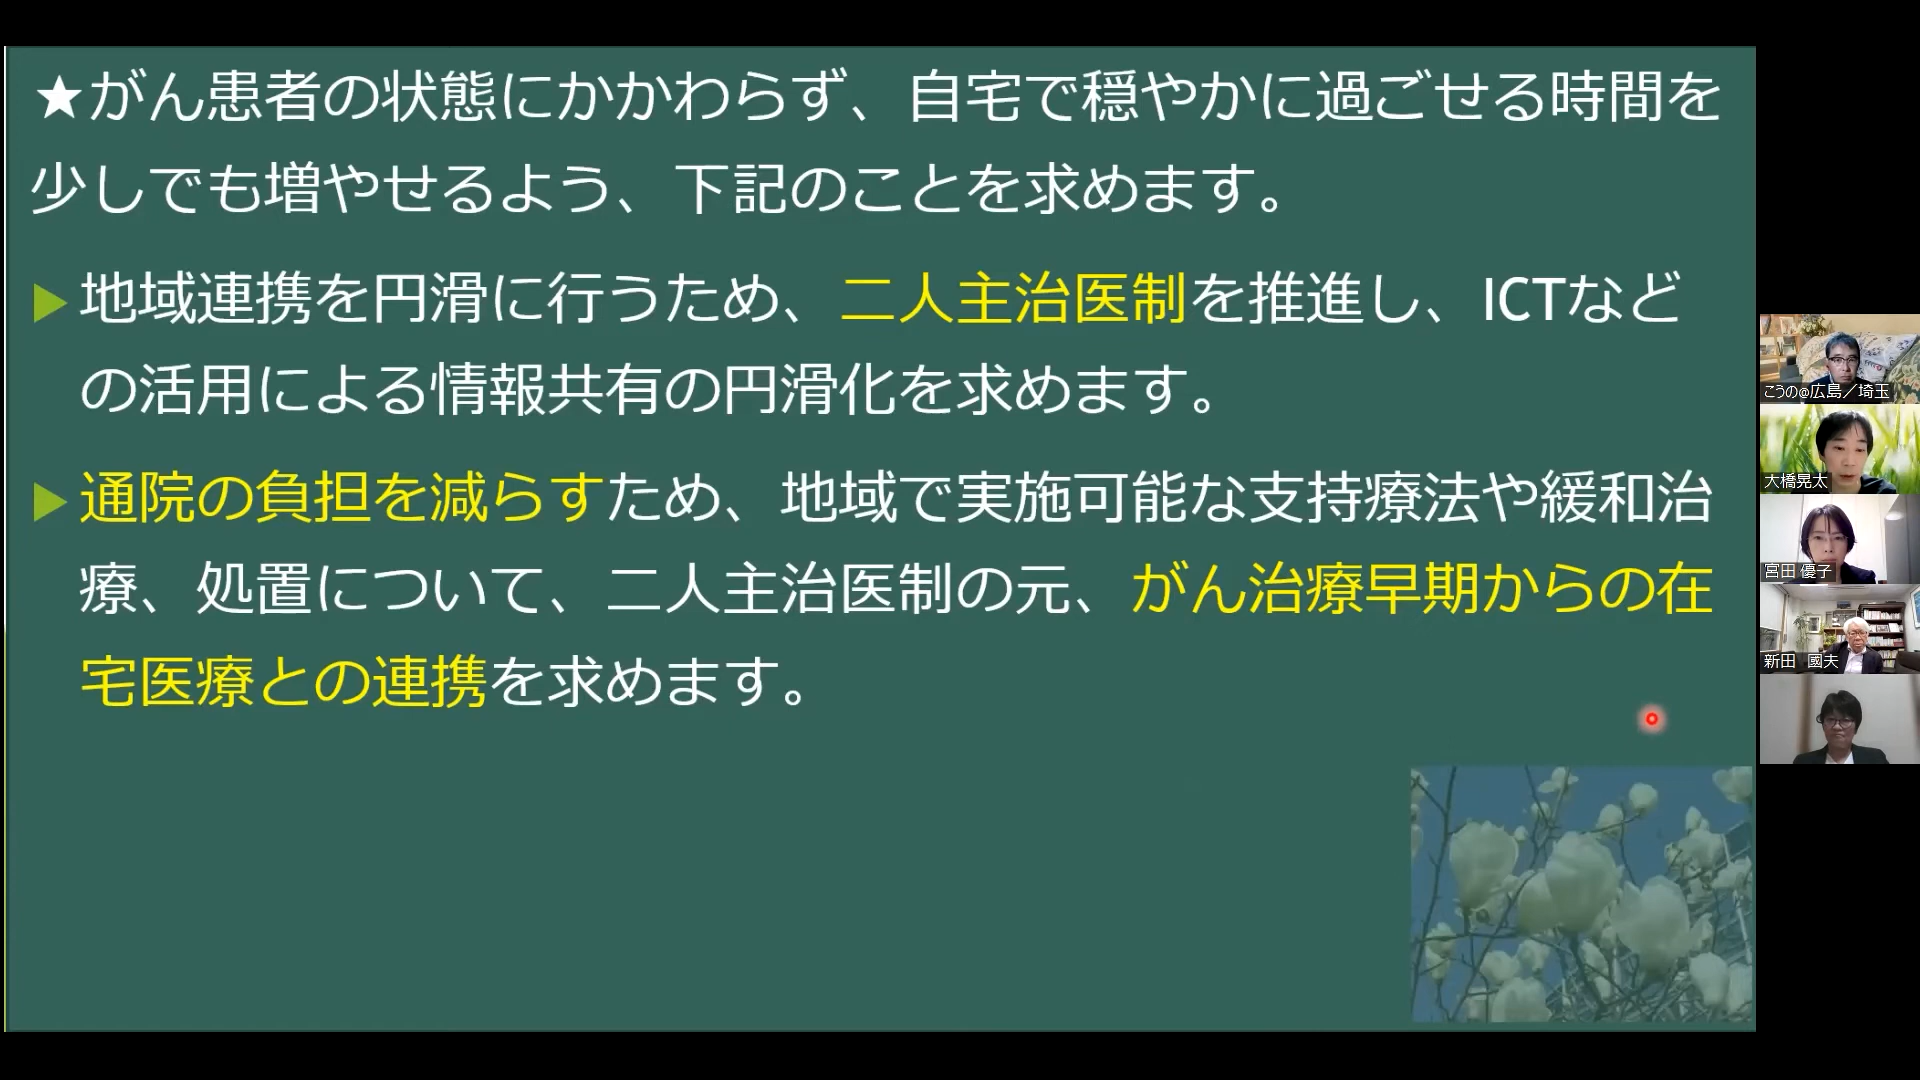 ★がん患者の状態にかかわらず、自宅で穏やかに過ごせる時間を
少しでも増やせるよう、下記のことを求めます。
▶地域連携を円滑に行うため、二人主治医制を推進し、ICTなど
の活用による情報共有の円滑化を求めます。
▶通院の負担を減らすため、地域で実施可能な支持療法や緩和治
療、処置について、二人主治医制の元、がん治療早期からの在
宅医療との連携を求めます。
こうの@広島／埼玉
大橋晃太
宮田 優子
新田 國夫